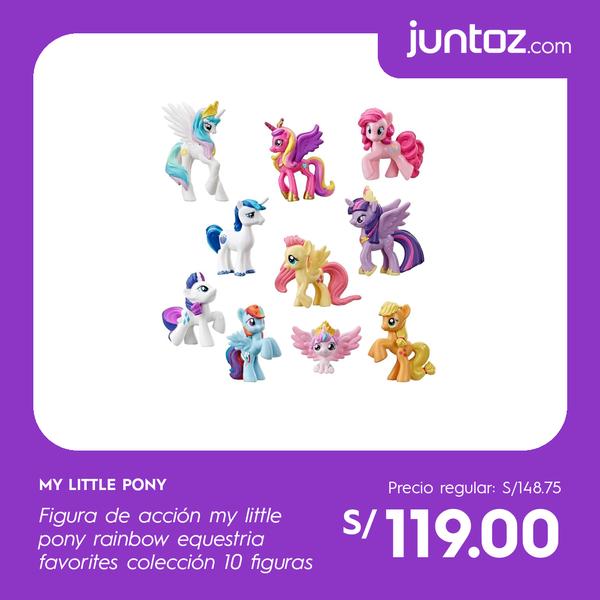 juntoz.com
MY LITTLE PONY
Figura de acción my little
pony rainbow equestria
favorites colección 10 figuras
Precio regular: S/148.75
S/119.00